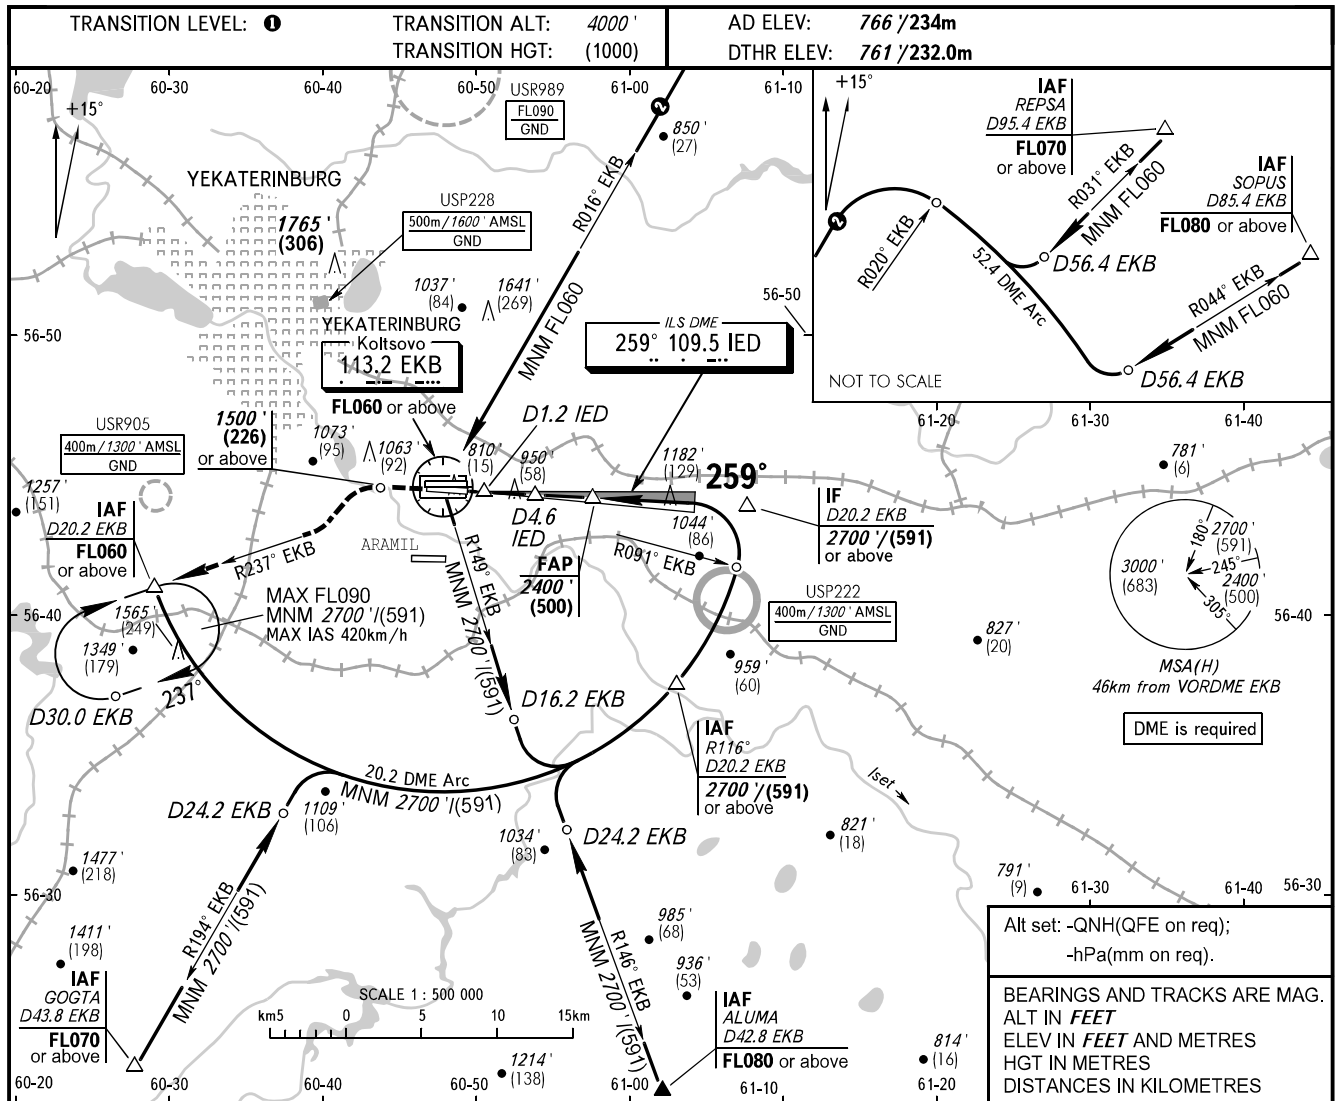 TRANSITION LEVEL: ❶
TRANSITION ALT: 4000'
TRANSITION HGT: (1000)
AD ELEV: 766'/234m
DTHR ELEV: 761'/232.0m
60-20 60-30 60-40 60-50 61-00 61-10
+15°
YEKATERINBURG
1765'
(306)
USP228
500m/1600' AMSL
GND
USR989
FL090
GND
❷
850'
(27)
R016° EKB
MNM FL060
1037'
(84)
1641'
(269)
56-50
YEKATERINBURG
Koltsovo
113.2 EKB
FL060 or above
ILS DME
259° 109.5 IED
+15°
❷
IAF
REPSA
D95.4 EKB
FL070
or above
R031° EKB
MNM FL060
IAF
SOPUS
D85.4 EKB
FL080 or above
R020° EKB
52.4 DME Arc
D56.4 EKB
R044° EKB
MNM FL060
D56.4 EKB
NOT TO SCALE
56-50
61-20 61-30 61-40
USR905
400m/1300' AMSL
GND
1500'
(226)
or above
1073'
(95)
1063'
(92)
810'
(15)
D1.2 IED
950'
(58)
1182'
(129)
259°
781'
(6)
1257'
(151)
IAF
D20.2 EKB
FL060
or above
R237° EKB
ARAMIL
R149° EKB
MNM 2700'/(591)
D4.6
IED
FAP
2400'
(500)
1044'
(86)
R091° EKB
IF
D20.2 EKB
2700'/(591)
or above
USP222
400m/1300' AMSL
GND
180°
2700'
(591)
3000'
(683)
245°
2400'
(500)
305°
MSA(H)
46km from VORDME EKB
DME is required
56-40
56-40
MAX FL090
MNM 2700'/(591)
MAX IAS 420km/h
1565'
(249)
1349'
(179)
237°
D30.0 EKB
827'
(20)
959'
(60)
D16.2 EKB
IAF
R116°
D20.2 EKB
2700'/(591)
or above
20.2 DME Arc
MNM 2700'/(591)
Iset
D24.2 EKB
1109'
(106)
1034'
(83)
D24.2 EKB
821'
(18)
1477'
(218)
791'
(9)
56-30
61-30 61-40 56-30
R194° EKB
MNM 2700'/(591)
985'
(68)
R146° EKB
MNM 2700'/(591)
936'
(53)
1411'
(198)
IAF
GOGTA
D43.8 EKB
FL070
or above
SCALE 1 : 500 000
km5 0 5 10 15km
IAF
ALUMA
D42.8 EKB
FL080 or above
1214'
(138)
814'
(16)
60-20 60-30 60-40 60-50 61-00 61-10 61-20
Alt set: -QNH(QFE on req);
-hPa(mm on req).
BEARINGS AND TRACKS ARE MAG.
ALT IN FEET
ELEV IN FEET AND METRES
HGT IN METRES
DISTANCES IN KILOMETRES